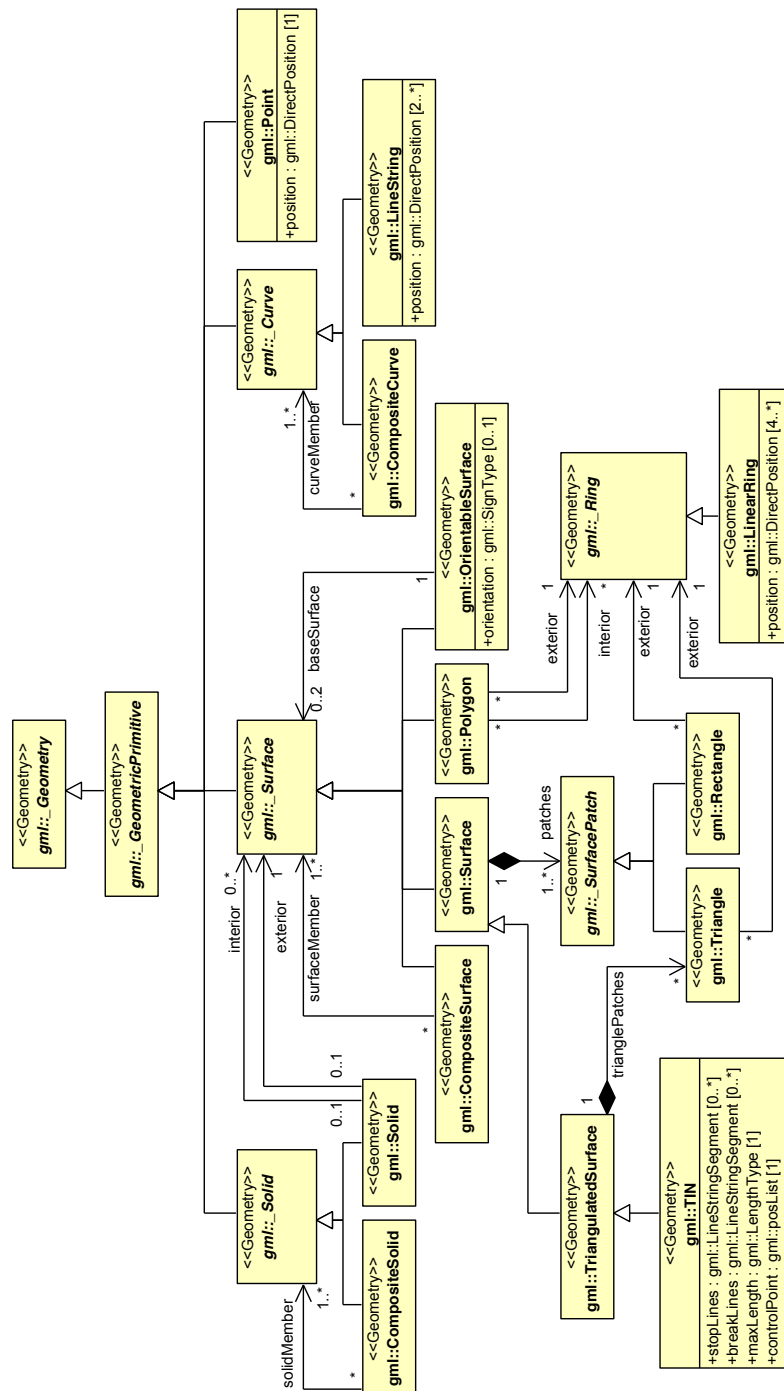 <<Geometry>>
gml::_Geometry
<<Geometry>>
gml::_GeometricPrimitive
<<Geometry>>
gml::_Solid
<<Geometry>>
gml::_Surface
<<Geometry>>
gml::_Curve
<<Geometry>>
gml::Point
+position : gml::DirectPosition [1]
solidMember
1..*
*
interior
0..*
0..1
exterior
1
0..1
surfaceMember
1..*
*
baseSurface
0..2
1
curveMember
1..*
*
<<Geometry>>
gml::CompositeSolid
<<Geometry>>
gml::Solid
<<Geometry>>
gml::CompositeSurface
<<Geometry>>
gml::Surface
<<Geometry>>
gml::Polygon
<<Geometry>>
gml::OrientableSurface
+orientation : gml::SignType [0..1]
<<Geometry>>
gml::CompositeCurve
<<Geometry>>
gml::LineString
+position : gml::DirectPosition [2..*]
1
patches
1..*
*
*
exterior
1
interior
*
exterior
1
exterior
1
<<Geometry>>
gml::TriangulatedSurface
<<Geometry>>
gml::_SurfacePatch
<<Geometry>>
gml::_Ring
1
trianglePatches
*
<<Geometry>>
gml::Triangle
*
<<Geometry>>
gml::Rectangle
*
<<Geometry>>
gml::TIN
+stopLines : gml::LineStringSegment [0..*]
+breakLines : gml::LineStringSegment [0..*]
+maxLength : gml::LengthType [1]
+controlPoint : gml::posList [1]
<<Geometry>>
gml::LinearRing
+position : gml::DirectPosition [4..*]